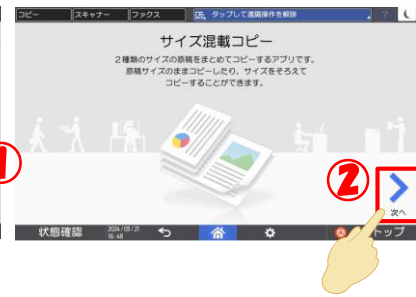 コピー スキャナー ファクス タップして遠隔操作を解除 ?
サイズ混載コピー
2種類のサイズの原稿をまとめてコピーするアプリです。
原稿サイズのままコピーしたり、サイズをそろえて
コピーすることができます。
② 次へ
状態確認 2024/08/21
16:48
トップ